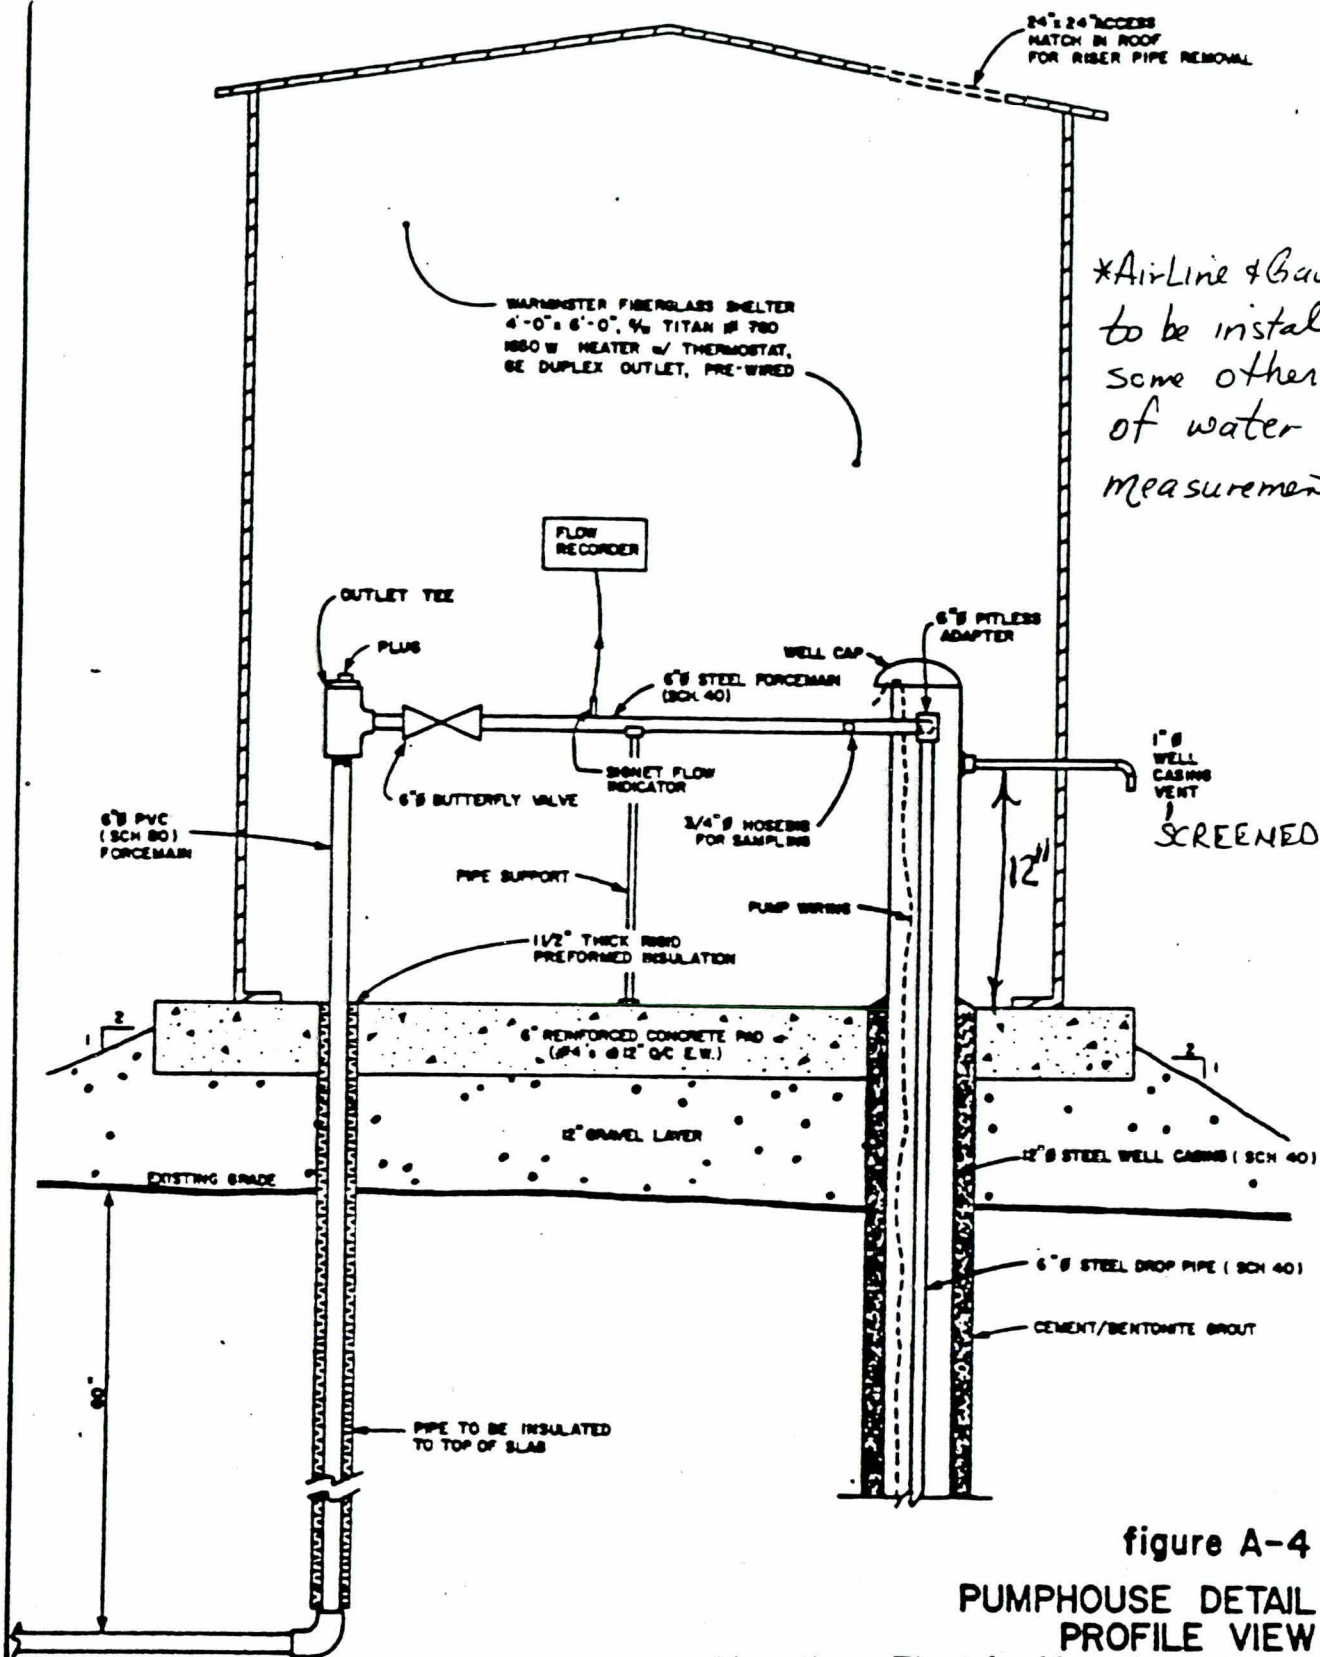 24"x 24" ACCESS
HATCH IN ROOF
FOR RISER PIPE REMOVAL
*AirLine &
to be
some other
of water
WARMINSTER FIBERGLASS SHELTER
4'-0" x 6'-0", TITAN 760
HEATER w/ THERMOSTAT,
GE DUPLEX OUTLET, PRE-WIRED
FLOW
RECORDER
OUTLET TEE
PLUG
6"Ø PITLESS
ADAPTER
WELL CAP
6"Ø STEEL FORCEMAIN
(SCH. 40)
SIGNET FLOW
INDICATOR
6"Ø BUTTERFLY VALVE
1"Ø
WELL
CASING
VENT
SCREENED
3/4"Ø HOSEBIB
FOR SAMPLING
12"
6"Ø PVC
(SCH 80)
FORCEMAIN
PIPE SUPPORT
PUMP WIRING
1 1/2" THICK RIGID
PREFORMED INSULATION
2
1
6" REINFORCED CONCRETE PAD
(#4's @ 12" O/C E.W.)
2
1
12" GRAVEL LAYER
EXISTING GRADE
12"Ø STEEL WELL CASING (SCH 40)
6"Ø STEEL DROP PIPE (SCH 40)
CEMENT/BENTONITE GROUT
60"
PIPE TO BE INSULATED
TO TOP OF SLAB
figure A-4
PUMPHOUSE DETAIL
PROFILE VIEW